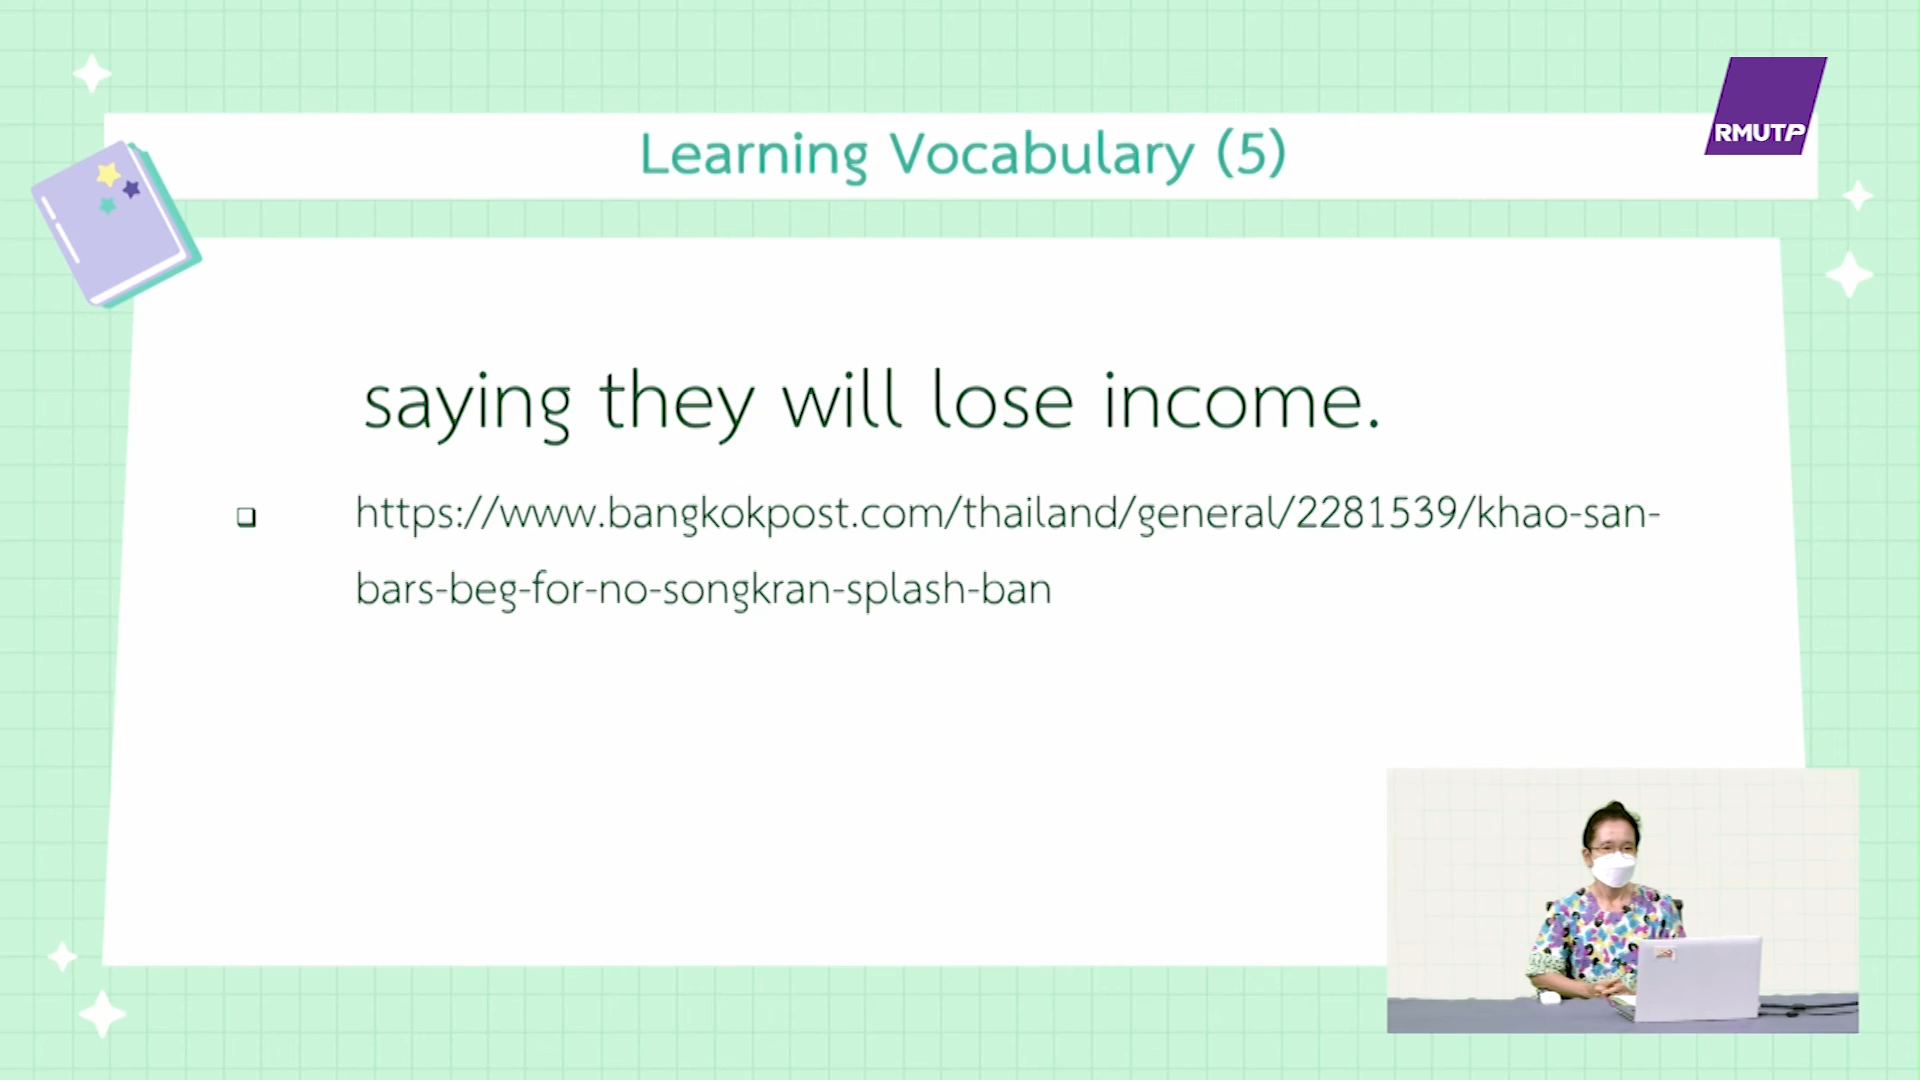 RMUTP
Learning Vocabulary (5)
saying they will lose income.
https://www.bangkokpost.com/thailand/general/2281539/khao-san-
bars-beg-for-no-songkran-splash-ban